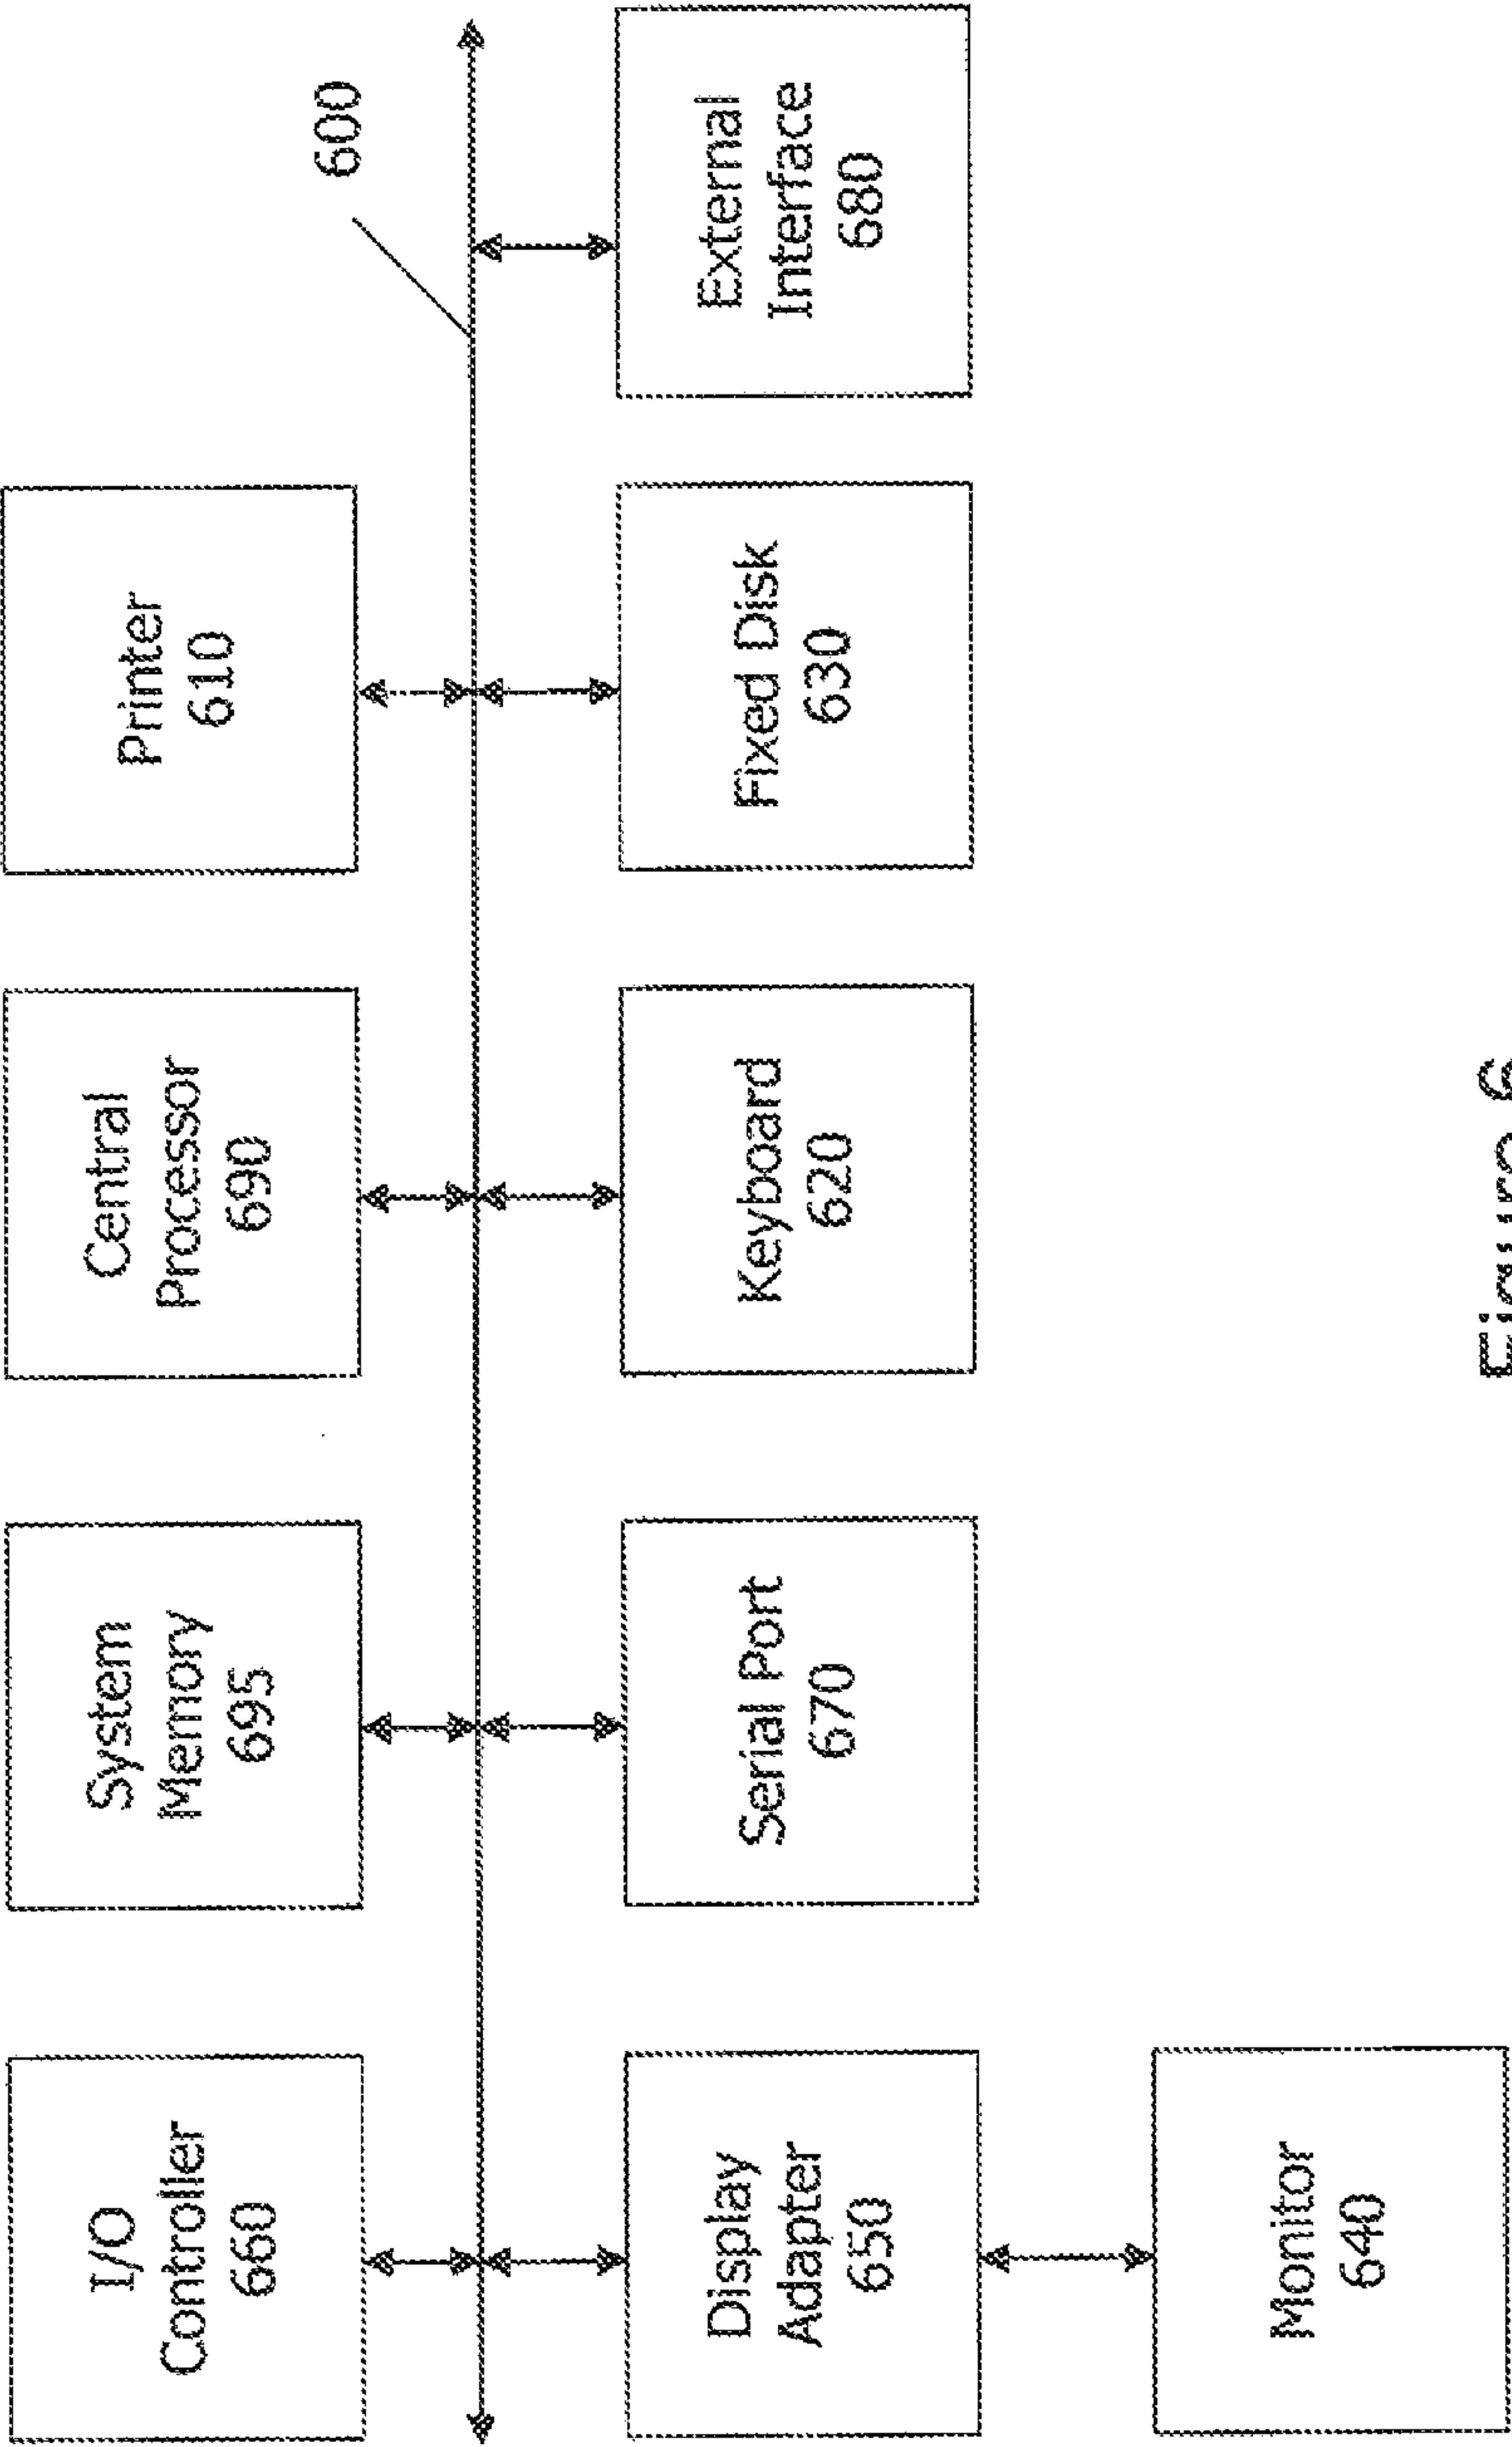 I/O
Controller
660
System
Memory
695
Central
Processor
690
Printer
610
600
Display
Adapter
650
Serial Port
670
Keyboard
620
Fixed Disk
630
External
Interface
680
Monitor
640
Figure 6